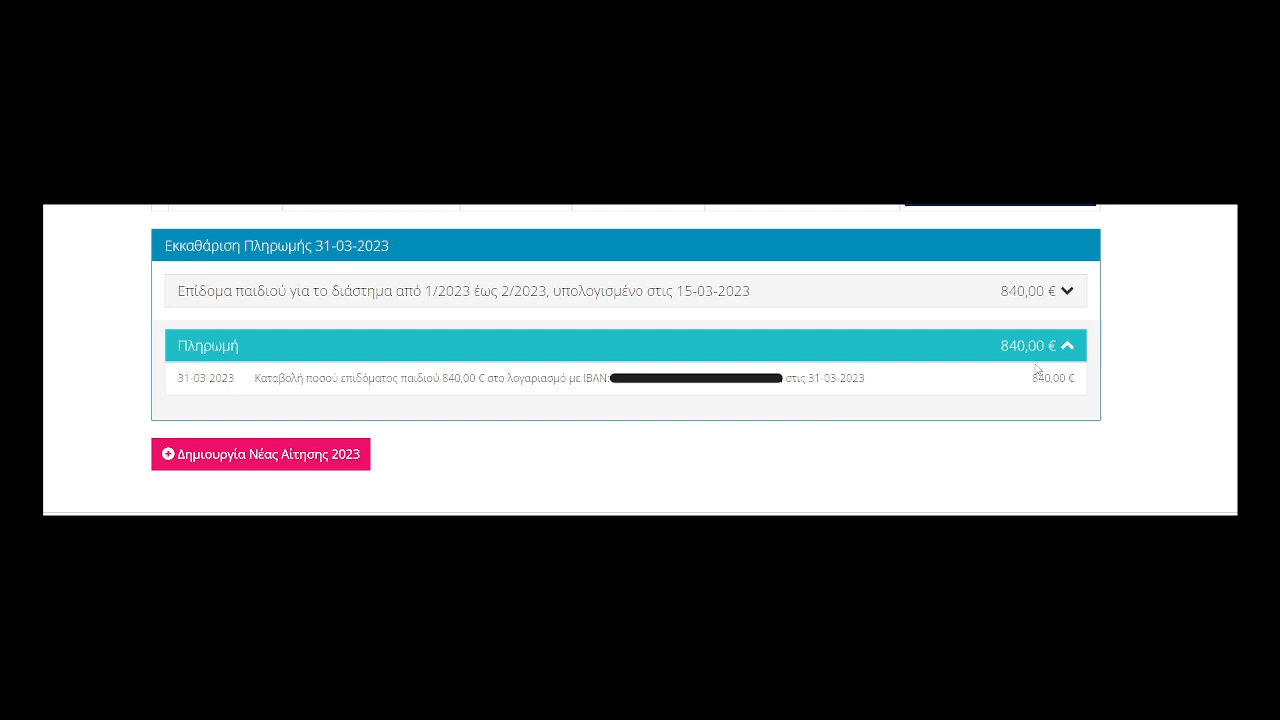 Εκκαθάριση Πληρωμής 31-03-2023
Επίδομα παιδιού για το διάστημα από 1/2023 έως 2/2023, υπολογισμένο στις 15-03-2023 840,00 €
Πληρωμή 840,00 €
31-03-2023 Καταβολή ποσού επιδόματος παιδιού 840,00 € στο λογαριασμό με IBAN: στις 31-03-2023 840,00 €
Δημιουργία Νέας Αίτησης 2023